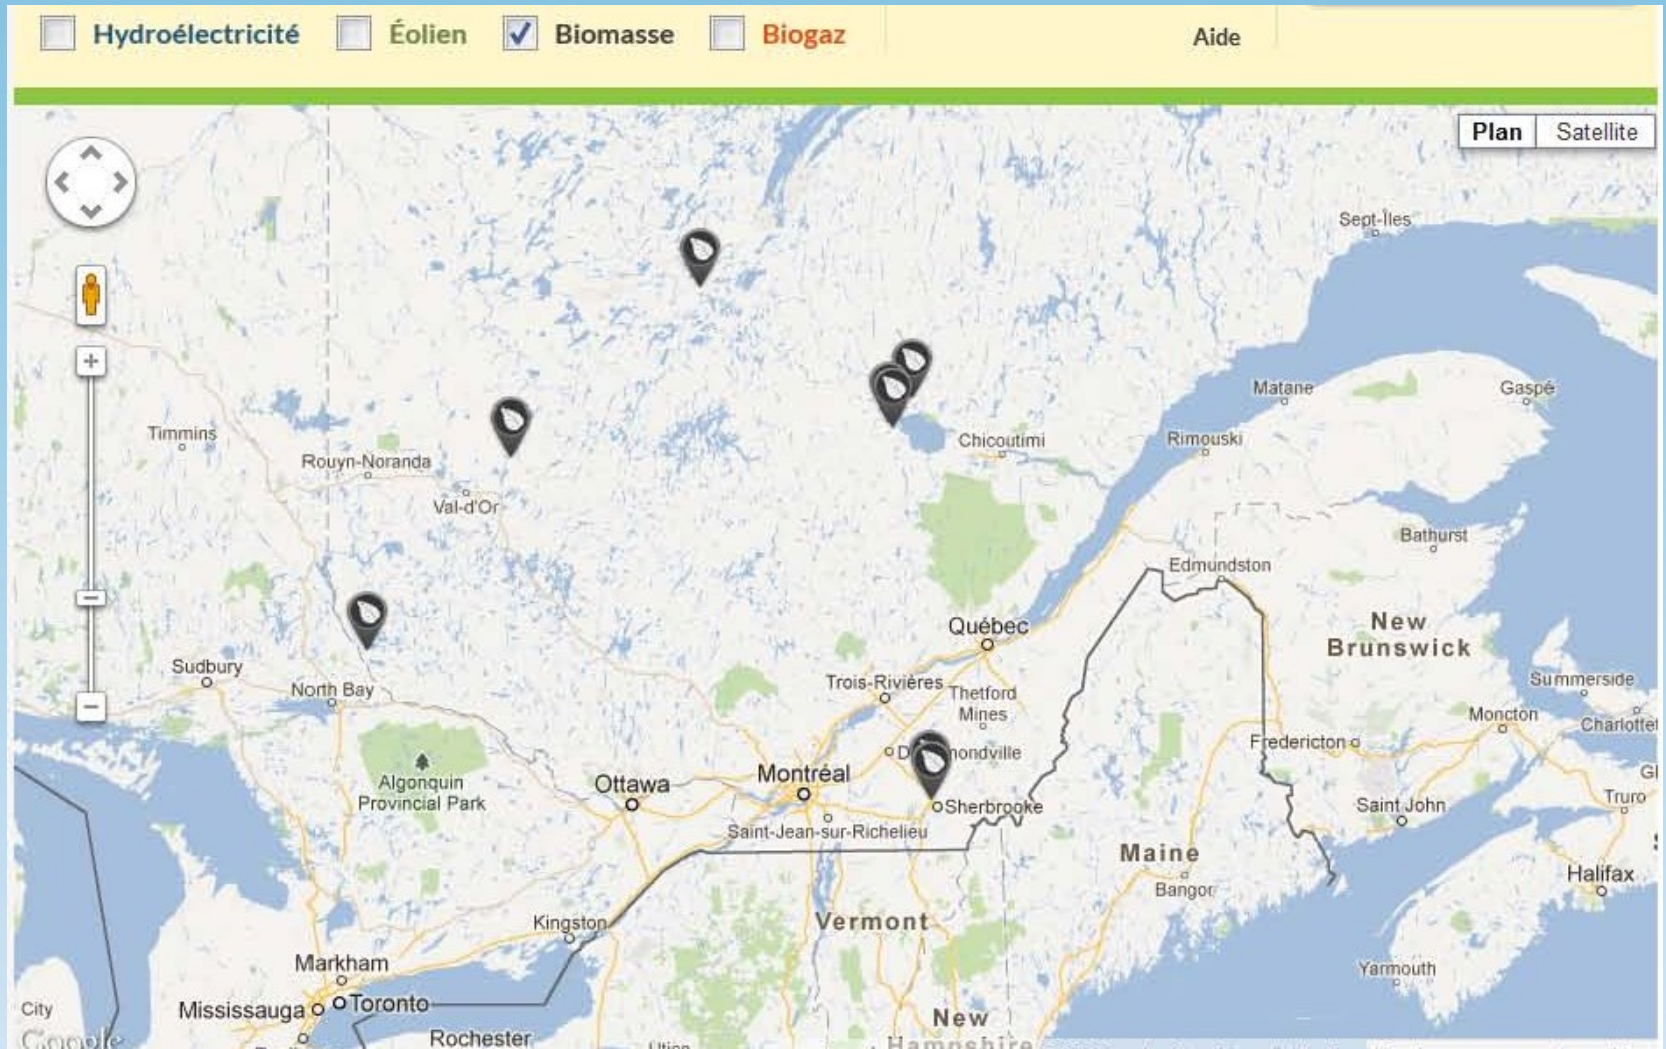 Hydroélectricité Éolien Biomasse Biogaz Aide
Plan Satellite
Sept-Îles
Matane
Gaspé
Timmins
Rouyn-Noranda
Chicoutimi
Rimouski
Val-d'Or
Bathurst
Edmundston
Québec
New
Brunswick
Sudbury
North Bay
Trois-Rivières
Thetford
Mines
Summerside
Moncton
Fredericton
Algonquin
Provincial Park
Ottawa
Montréal
Sherbrooke
Saint-Jean-sur-Richelieu
Saint John
Truro
Maine
Bangor
Halifax
Kingston
Vermont
Markham
Yarmouth
City
Mississauga
Toronto
New
Hampshire
Rochester
Google